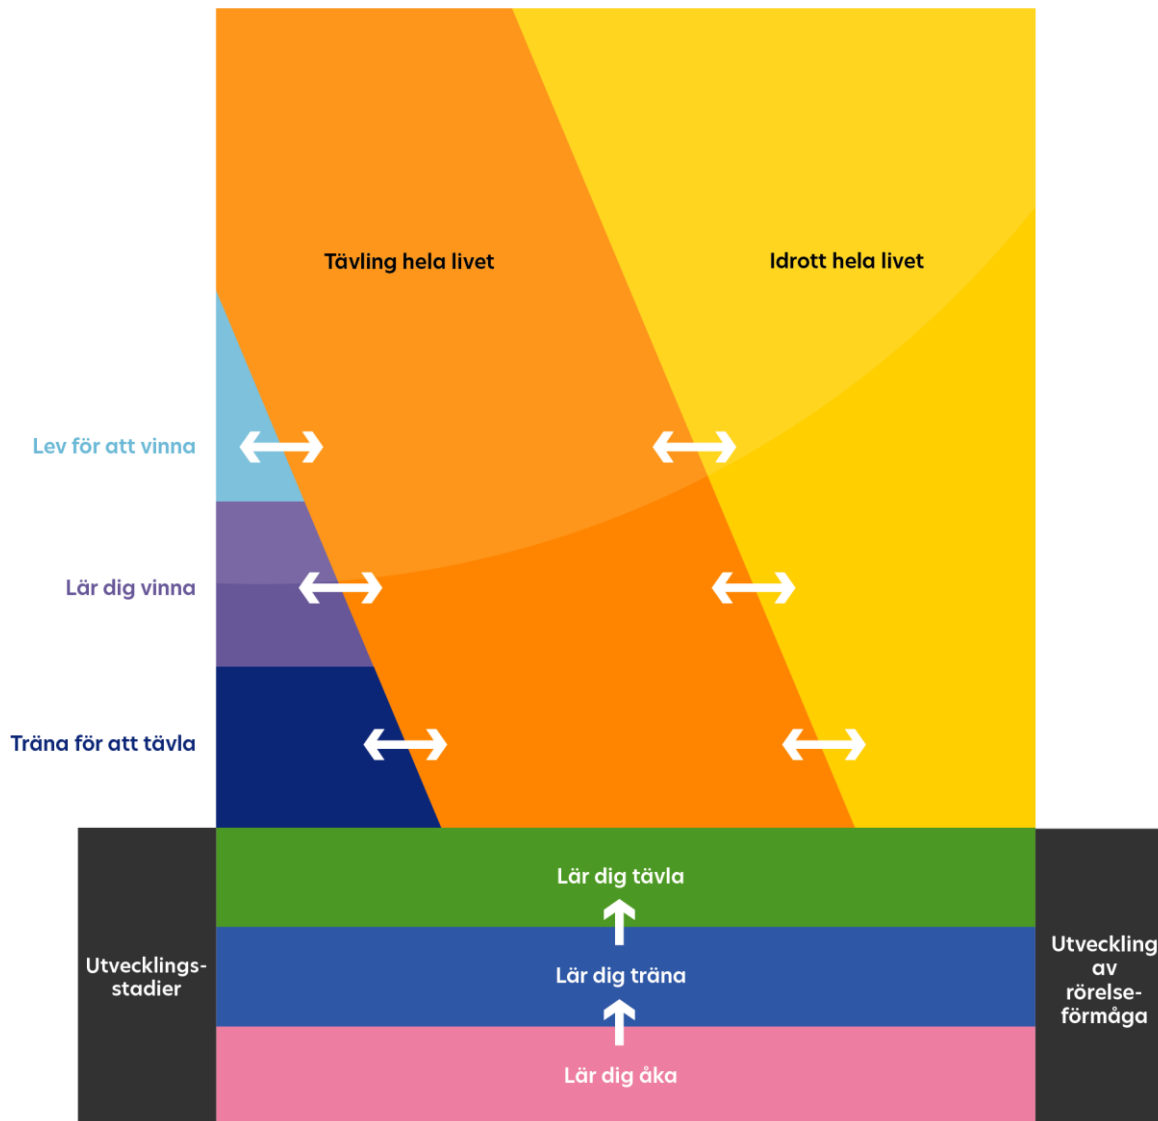 Tävling hela livet
Idrott hela livet
Lev för att vinna
Lär dig vinna
Träna för att tävla
Lär dig tävla
Utvecklings-
stadier
Lär dig träna
Utveckling
av
rörelse-
förmåga
Lär dig åka